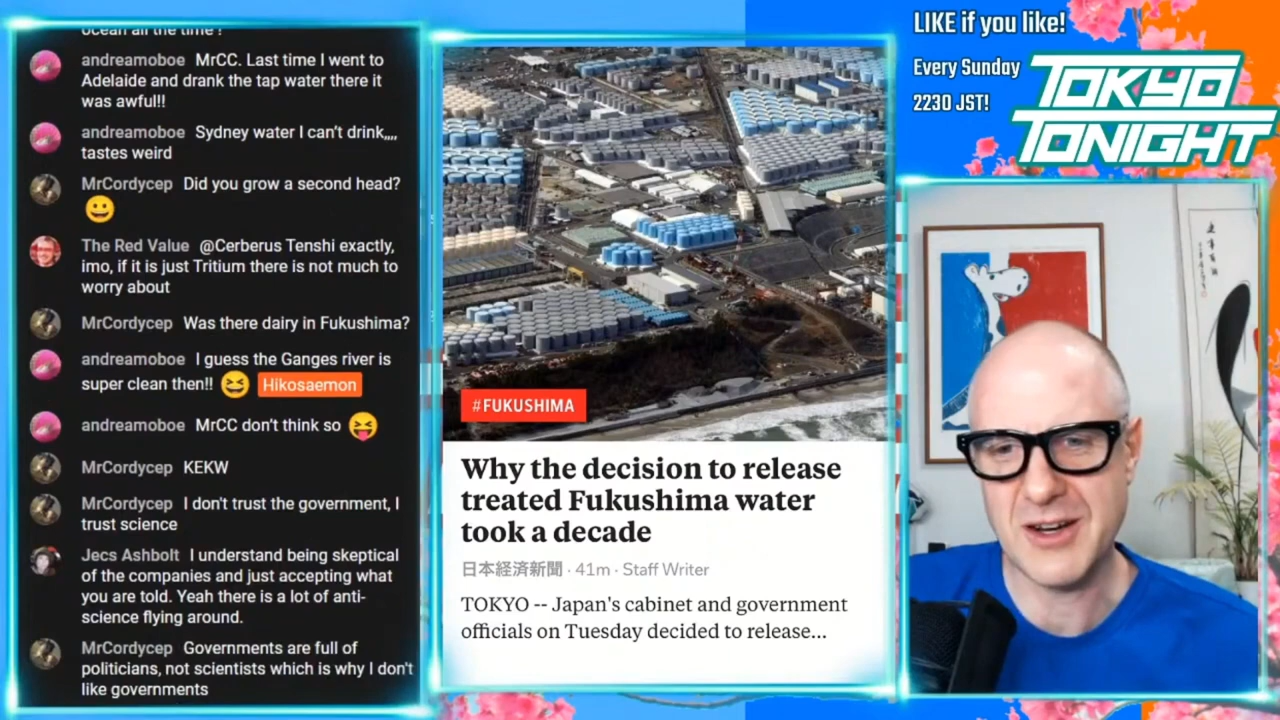 ocean all the time !
andreamoboe MrCC. Last time I went to
Adelaide and drank the tap water there it
was awful!!
andreamoboe Sydney water I can't drink,,,,
tastes weird
MrCordycep Did you grow a second head?
😀
The Red Value @Cerberus Tenshi exactly,
imo, if it is just Tritium there is not much to
worry about
MrCordycep Was there dairy in Fukushima?
andreamoboe I guess the Ganges river is
super clean then!! 😆 Hikosaemon
andreamoboe MrCC don't think so 😝
MrCordycep KEKW
MrCordycep I don't trust the government, I
trust science
Jecs Ashbolt I understand being skeptical
of the companies and just accepting what
you are told. Yeah there is a lot of anti-
science flying around.
MrCordycep Governments are full of
politicians, not scientists which is why I don't
like governments
#FUKUSHIMA
Why the decision to release
treated Fukushima water
took a decade
日本経済新聞 · 41m · Staff Writer
TOKYO -- Japan's cabinet and government
officials on Tuesday decided to release...
LIKE if you like!
Every Sunday
2230 JST!
TOKYO
TONIGHT